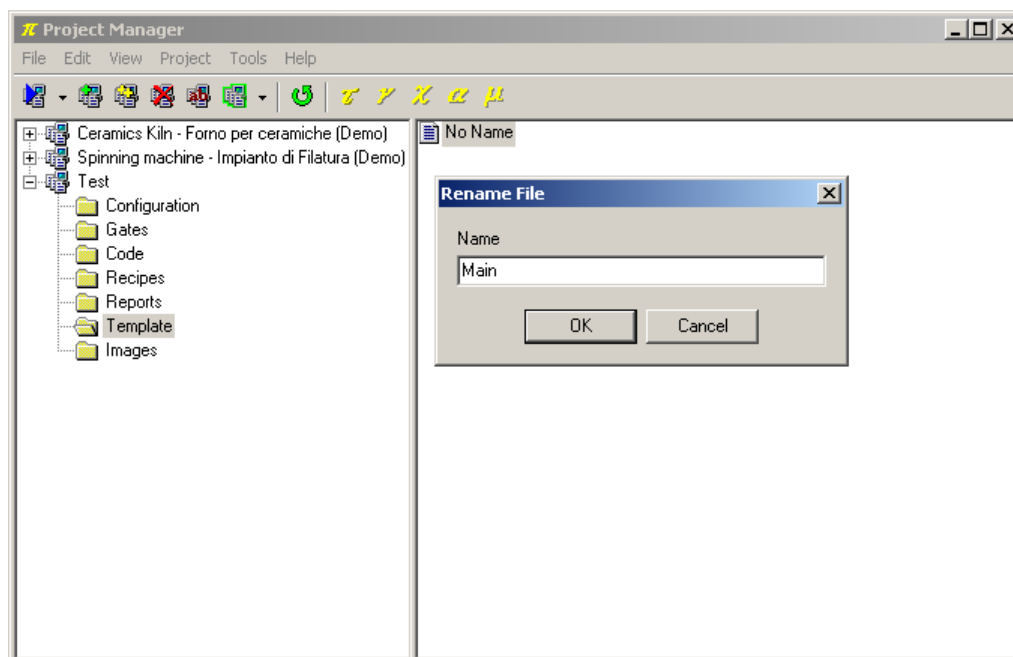 π Project Manager
File Edit View Project Tools Help
τ γ χ α μ
Ceramics Kiln - Forno per ceramiche (Demo)
Spinning machine - Impianto di Filatura (Demo)
Test
Configuration
Gates
Code
Recipes
Reports
Template
Images
No Name
Rename File
Name
Main
OK Cancel